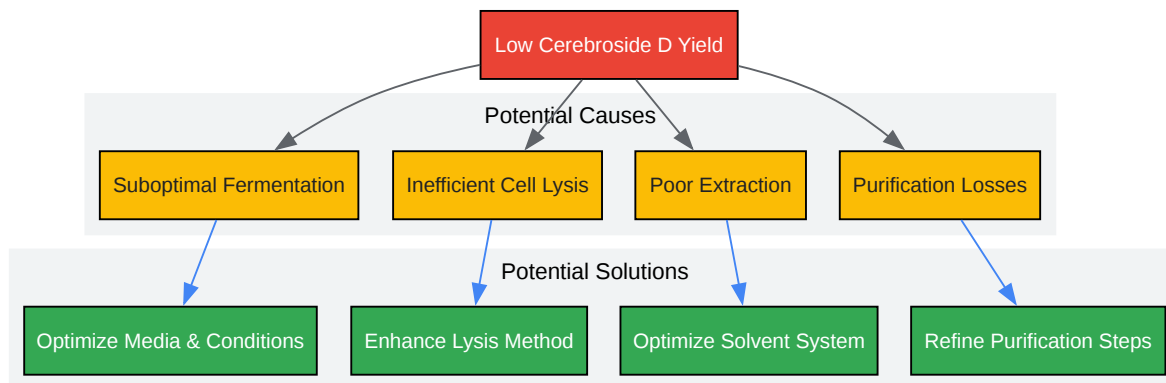 Low Cerebroside D Yield
Potential Causes
Suboptimal Fermentation
Inefficient Cell Lysis
Poor Extraction
Purification Losses
Potential Solutions
Optimize Media & Conditions
Enhance Lysis Method
Optimize Solvent System
Refine Purification Steps